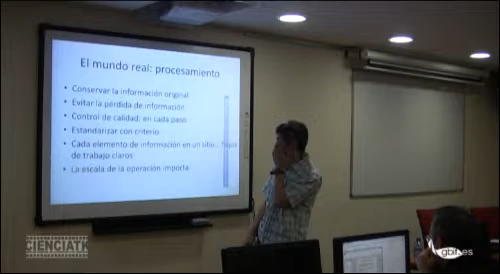 El mundo real: procesamiento
• Conservar la información original
• Evitar la pérdida de información
• Control de calidad: en cada paso
• Estandarizar con criterio
• Cada elemento de información en un sitio... flujos
de trabajo claros
• La escala de la operación importa
CIENCIATK
gbif.es